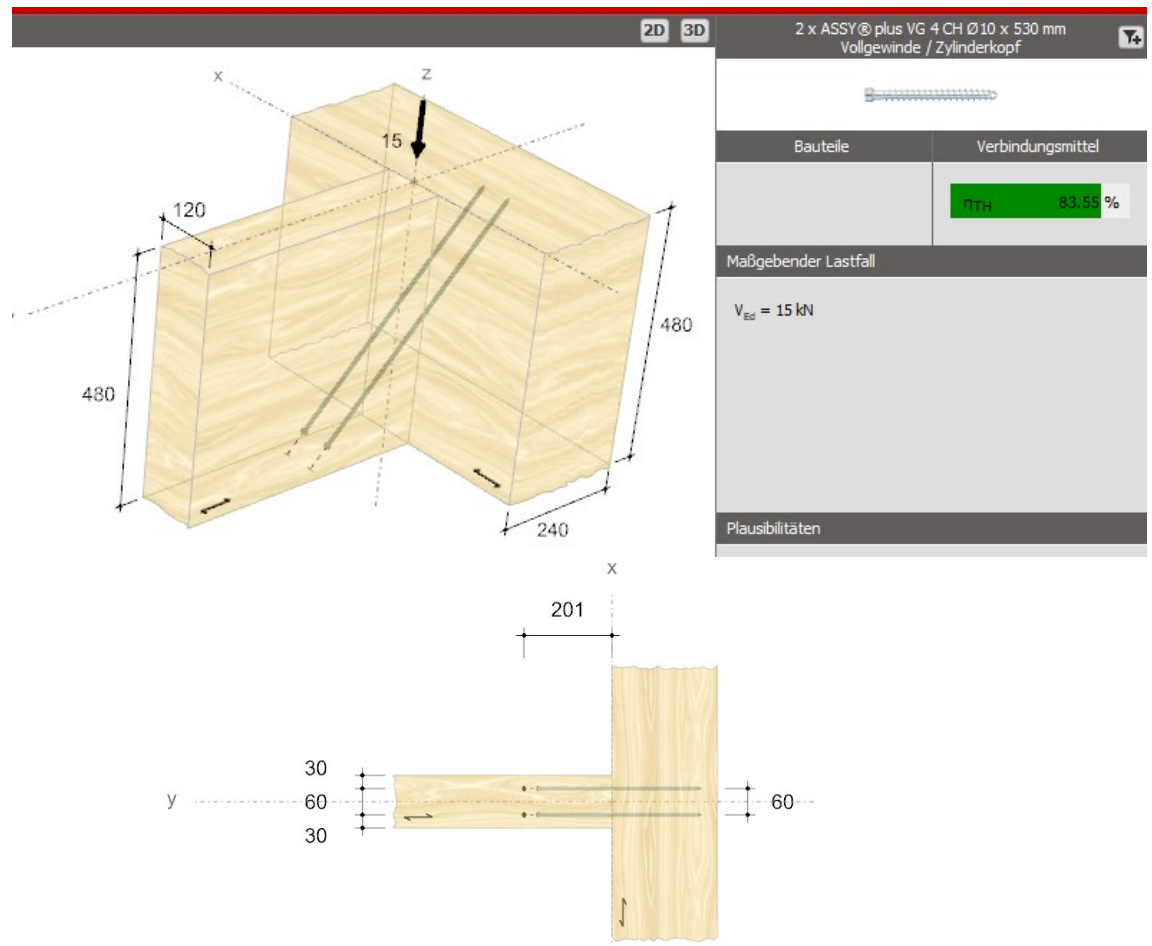 2D 3D
2 x ASSY® plus VG 4 CH Ø10 x 530 mm
Vollgewinde / Zylinderkopf
x
z
15
120
480
480
240
Bauteile
Verbindungsmittel
ηTH 83.55 %
Maßgebender Lastfall
VEd = 15 kN
Plausibilitäten
x
201
30
y 60 60
30